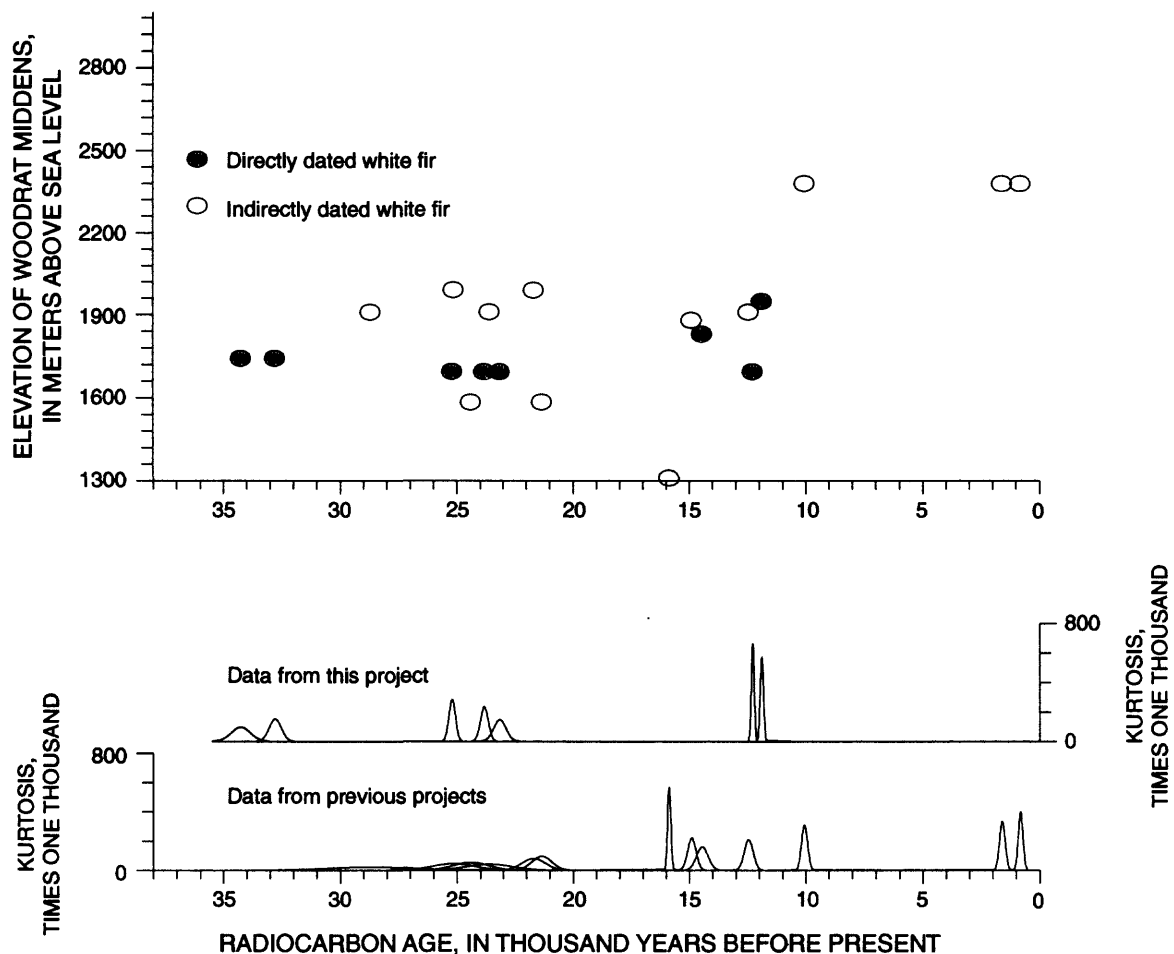 ELEVATION OF WOODRAT MIDDENS,
IN METERS ABOVE SEA LEVEL
2800
2500
2200
1900
1600
1300
Directly dated white fir
Indirectly dated white fir
35 30 25 20 15 10 5 0
KURTOSIS,
TIMES ONE THOUSAND
800
0
Data from this project
KURTOSIS,
TIMES ONE THOUSAND
800
0
Data from previous projects
35 30 25 20 15 10 5 0
RADIOCARBON AGE, IN THOUSAND YEARS BEFORE PRESENT